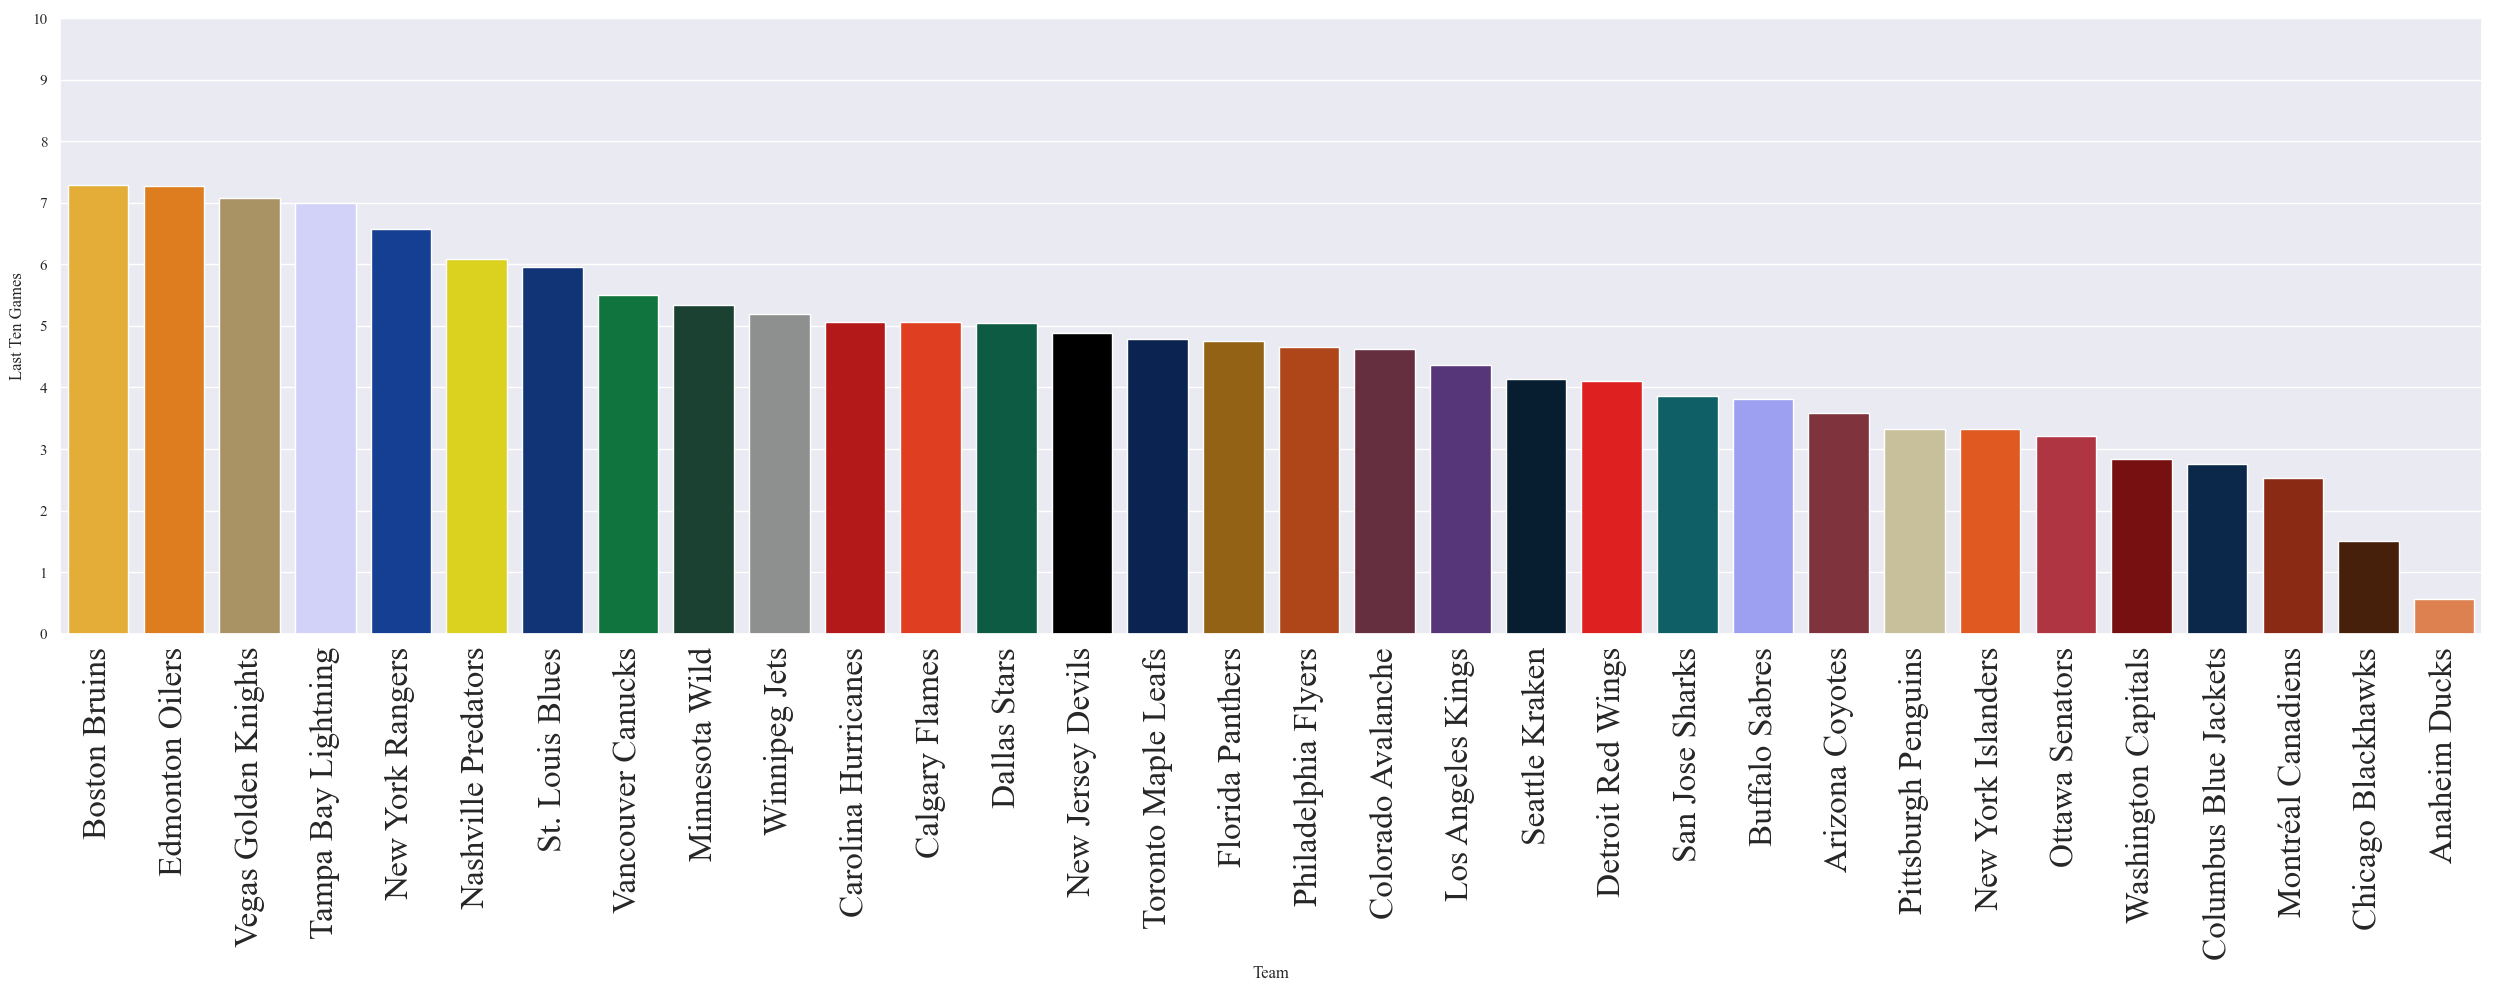 10
9
8
7
6
5
4
3
2
1
0
Last Ten Games
Boston Bruins
Edmonton Oilers
Vegas Golden Knights
Tampa Bay Lightning
New York Rangers
Nashville Predators
St. Louis Blues
Vancouver Canucks
Minnesota Wild
Winnipeg Jets
Carolina Hurricanes
Calgary Flames
Dallas Stars
New Jersey Devils
Toronto Maple Leafs
Florida Panthers
Philadelphia Flyers
Colorado Avalanche
Los Angeles Kings
Seattle Kraken
Detroit Red Wings
San Jose Sharks
Buffalo Sabres
Arizona Coyotes
Pittsburgh Penguins
New York Islanders
Ottawa Senators
Washington Capitals
Columbus Blue Jackets
Montréal Canadiens
Chicago Blackhawks
Anaheim Ducks
Team